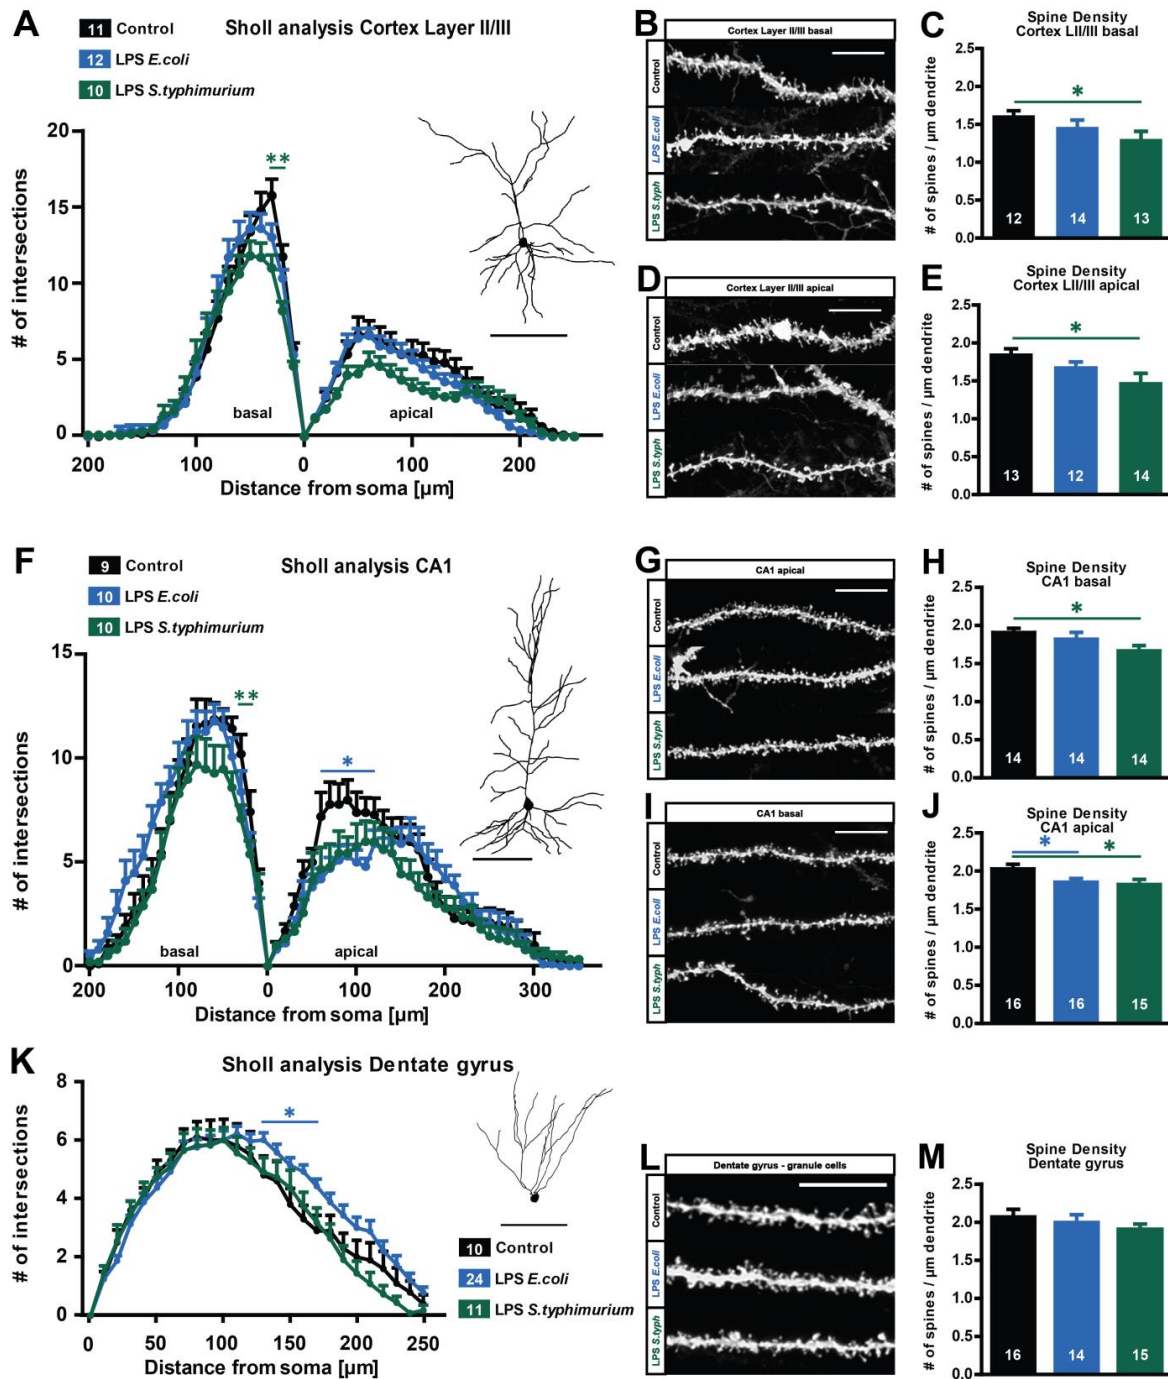 A
Sholl analysis Cortex Layer II/III
11 Control
12 LPS E.coli
10 LPS S.typhimurium
# of intersections
20
15
10
5
0
**
basal
apical
200
100
0
100
200
Distance from soma [µm]
B
Cortex Layer II/III basal
Control
LPS E.coli
LPS S.typh
C
Spine Density
Cortex LII/III basal
# of spines / µm dendrite
2.5
2.0
1.5
1.0
0.5
0.0
*
12
14
13
D
Cortex Layer II/III apical
Control
LPS E.coli
LPS S.typh
E
Spine Density
Cortex LII/III apical
# of spines / µm dendrite
2.5
2.0
1.5
1.0
0.5
0.0
*
13
12
14
F
Sholl analysis CA1
9 Control
10 LPS E.coli
10 LPS S.typhimurium
# of intersections
15
10
5
0
**
*
basal
apical
200
100
0
100
200
300
Distance from soma [µm]
G
CA1 apical
Control
LPS E.coli
LPS S.typh
H
Spine Density
CA1 basal
# of spines / µm dendrite
2.5
2.0
1.5
1.0
0.5
0.0
*
14
14
14
I
CA1 basal
Control
LPS E.coli
LPS S.typh
J
Spine Density
CA1 apical
# of spines / µm dendrite
2.5
2.0
1.5
1.0
0.5
0.0
*
*
16
16
15
K
Sholl analysis Dentate gyrus
# of intersections
8
6
4
2
0
*
10 Control
24 LPS E.coli
11 LPS S.typhimurium
0
50
100
150
200
250
Distance from soma [µm]
L
Dentate gyrus - granule cells
Control
LPS E.coli
LPS S.typh
M
Spine Density
Dentate gyrus
# of spines / µm dendrite
2.5
2.0
1.5
1.0
0.5
0.0
16
14
15